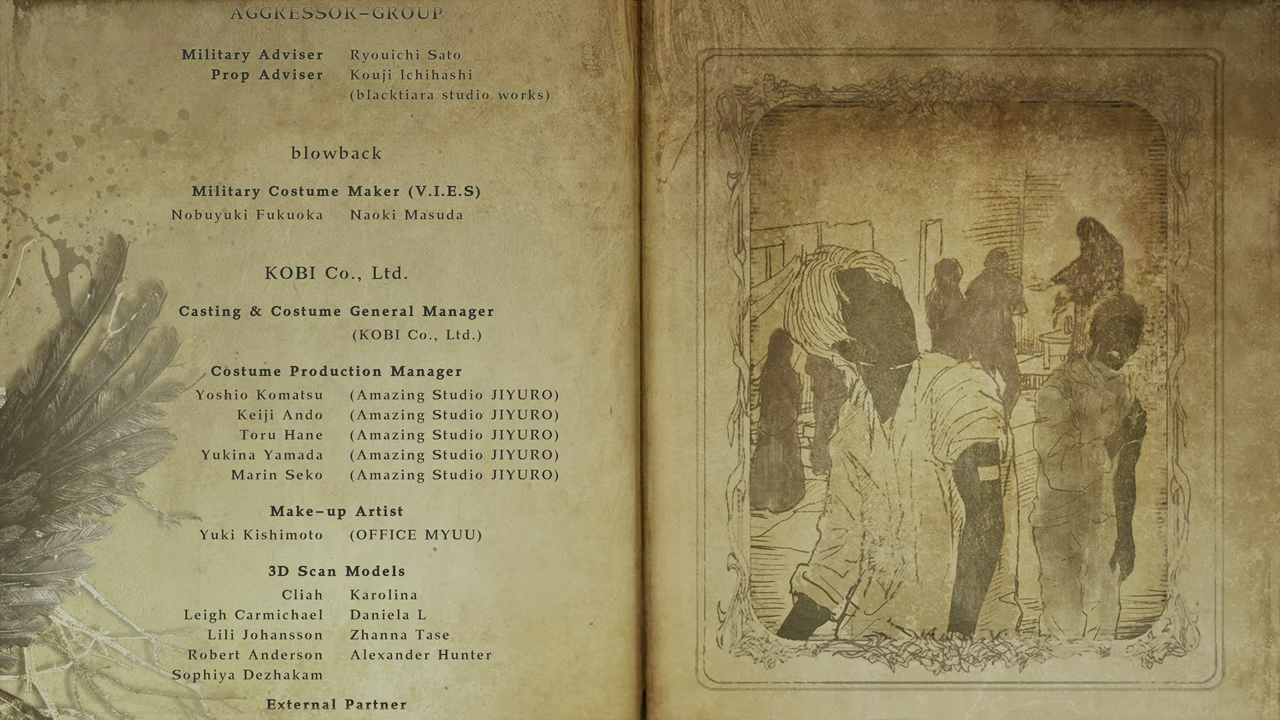 AGGRESSOR-GROUP
Military Adviser Ryouichi Sato
Prop Adviser Kouji Ichihashi
(blacktiara studio works)
blowback
Military Costume Maker (V.I.E.S)
Nobuyuki Fukuoka Naoki Masuda
KOBI Co., Ltd.
Casting & Costume General Manager
(KOBI Co., Ltd.)
Costume Production Manager
Yoshio Komatsu (Amazing Studio JIYURO)
Keiji Ando (Amazing Studio JIYURO)
Toru Hane (Amazing Studio JIYURO)
Yukina Yamada (Amazing Studio JIYURO)
Marin Seko (Amazing Studio JIYURO)
Make-up Artist
Yuki Kishimoto (OFFICE MYUU)
3D Scan Models
Cliah Karolina
Leigh Carmichael Daniela L
Lili Johansson Zhanna Tase
Robert Anderson Alexander Hunter
Sophiya Dezhakam
External Partner